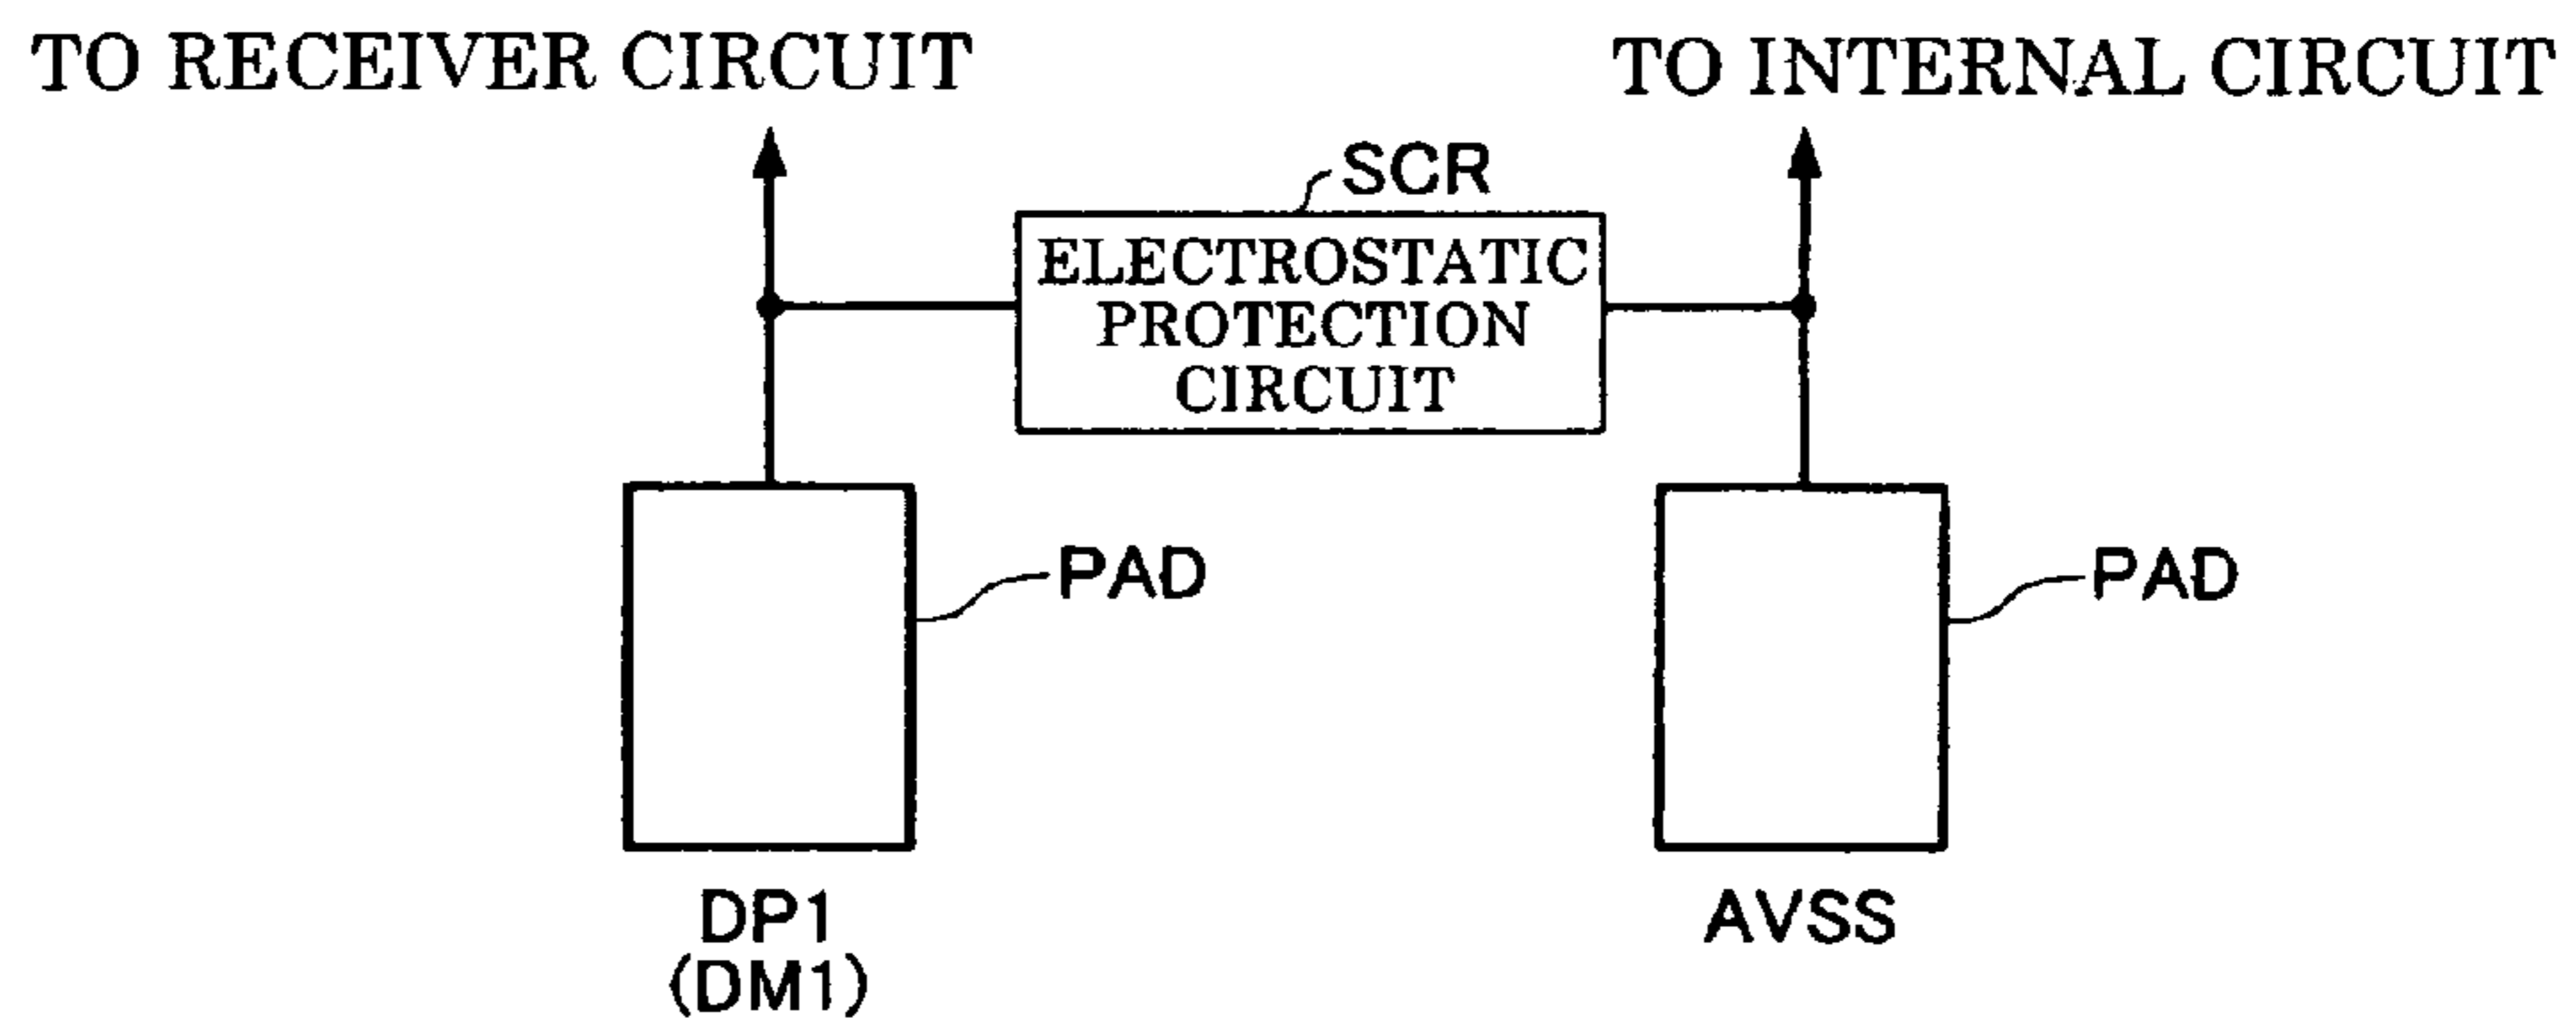 TO RECEIVER CIRCUIT
TO INTERNAL CIRCUIT
SCR
ELECTROSTATIC
PROTECTION
CIRCUIT
PAD
PAD
DP1
(DM1)
AVSS